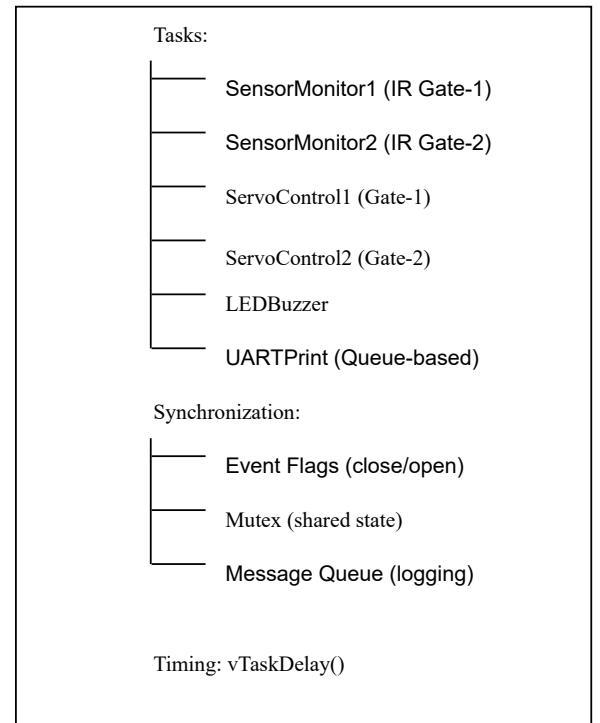 Tasks:
SensorMonitor1 (IR Gate-1)
SensorMonitor2 (IR Gate-2)
ServoControl1 (Gate-1)
ServoControl2 (Gate-2)
LEDBuzzer
UARTPrint (Queue-based)
Synchronization:
Event Flags (close/open)
Mutex (shared state)
Message Queue (logging)
Timing: vTaskDelay()